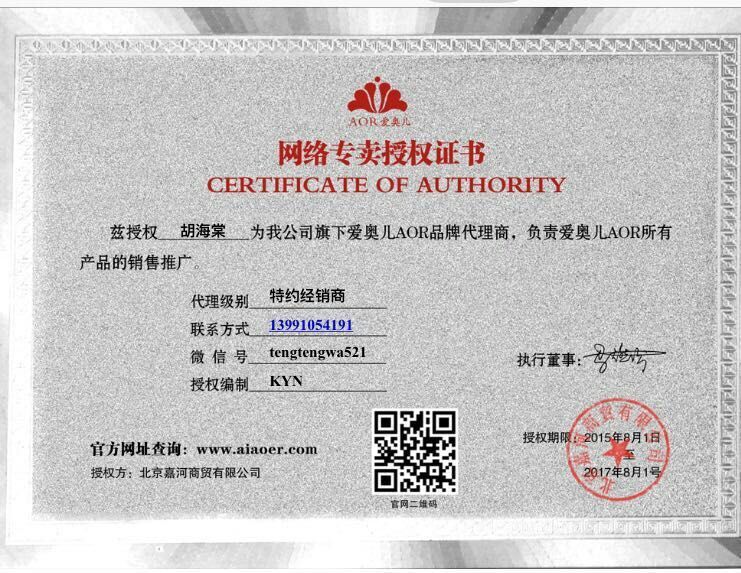 AOR爱奥儿
网络专卖授权证书
CERTIFICATE OF AUTHORITY
兹授权 胡海棠 为我公司旗下爱奥儿AOR品牌代理商，负责爱奥儿AOR所有
产品的销售推广。
代理级别 特约经销商
联系方式 13991054191
微 信 号 tengtengwa521
授权编制 KYN
执行董事：
官方网址查询：www.aiaoer.com
授权方：北京嘉河商贸有限公司
官网二维码
授权期限：2015年8月1日
至
2017年8月1号
北京嘉河商贸有限公司